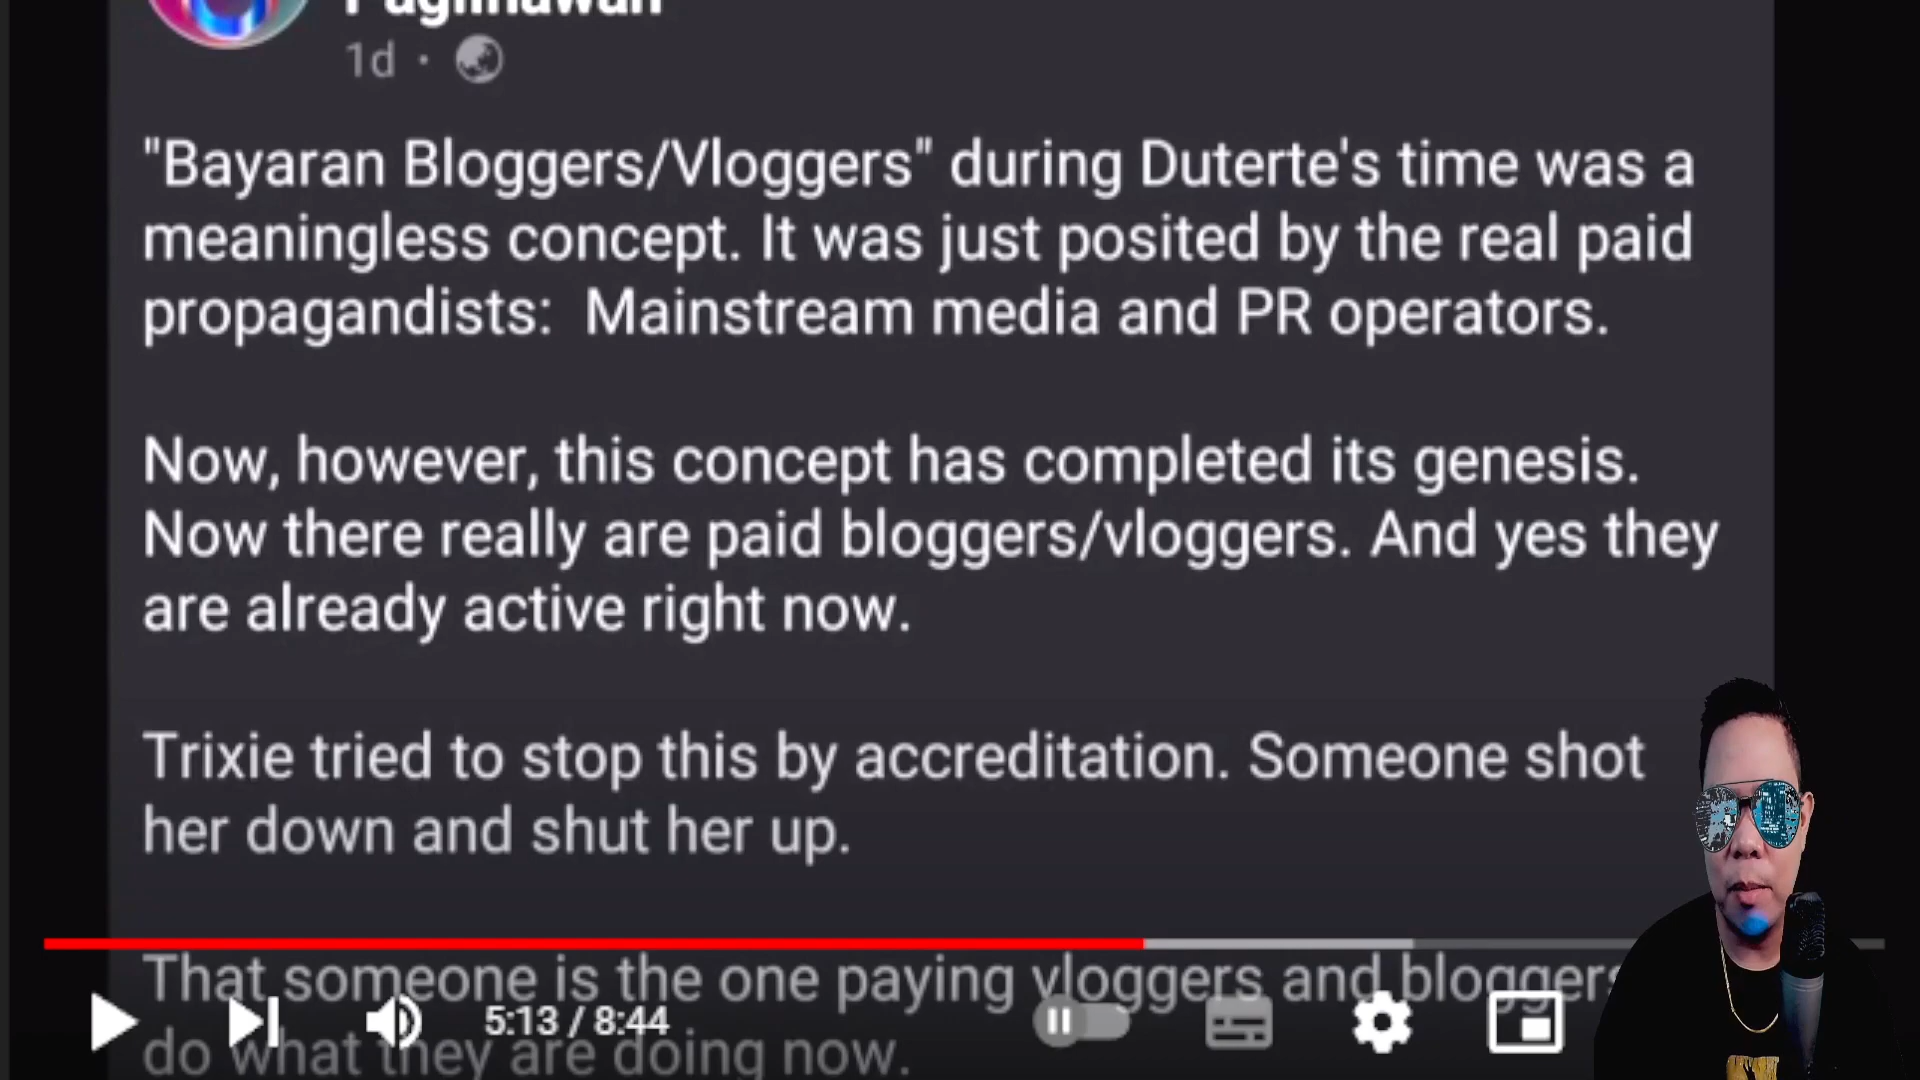 1d ·
"Bayaran Bloggers/Vloggers" during Duterte's time was a
meaningless concept. It was just posited by the real paid
propagandists:  Mainstream media and PR operators.
Now, however, this concept has completed its genesis.
Now there really are paid bloggers/vloggers. And yes they
are already active right now.
Trixie tried to stop this by accreditation. Someone shot
her down and shut her up.
That someone is the one paying vloggers and bloggers
do what they are doing now.
5:13 / 8:44